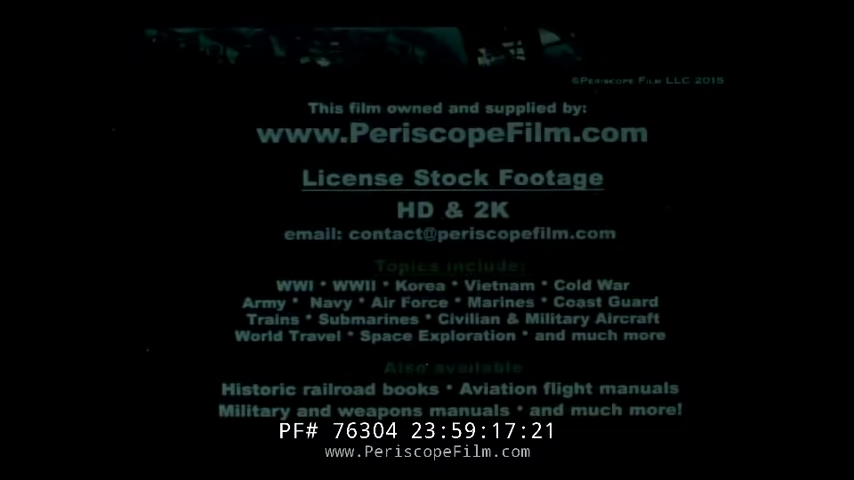 ©Periscope Film LLC 2015
This film owned and supplied by:
www.PeriscopeFilm.com
License Stock Footage
HD & 2K
email: contact@periscopefilm.com
Topics include:
WWI * WWII * Korea * Vietnam * Cold War
Army * Navy * Air Force * Marines * Coast Guard
Trains * Submarines * Civilian & Military Aircraft
World Travel * Space Exploration * and much more
Also available
Historic railroad books * Aviation flight manuals
Military and weapons manuals * and much more!
PF# 76304 23:59:17:21
www.PeriscopeFilm.com